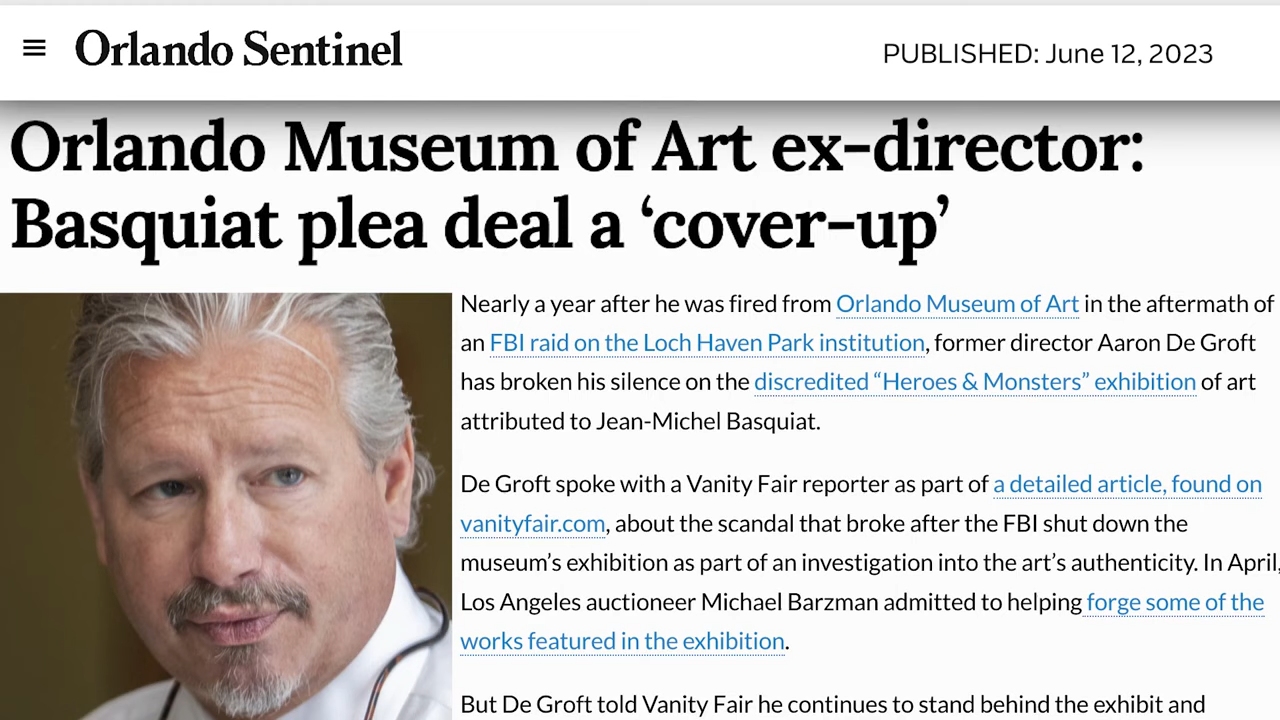 Orlando Sentinel
PUBLISHED: June 12, 2023
Orlando Museum of Art ex-director:
Basquiat plea deal a ‘cover-up’
Nearly a year after he was fired from Orlando Museum of Art in the aftermath of
an FBI raid on the Loch Haven Park institution, former director Aaron De Groft
has broken his silence on the discredited “Heroes & Monsters” exhibition of art
attributed to Jean-Michel Basquiat.
De Groft spoke with a Vanity Fair reporter as part of a detailed article, found on
vanityfair.com, about the scandal that broke after the FBI shut down the
museum’s exhibition as part of an investigation into the art’s authenticity. In April,
Los Angeles auctioneer Michael Barzman admitted to helping forge some of the
works featured in the exhibition.
But De Groft told Vanity Fair he continues to stand behind the exhibit and